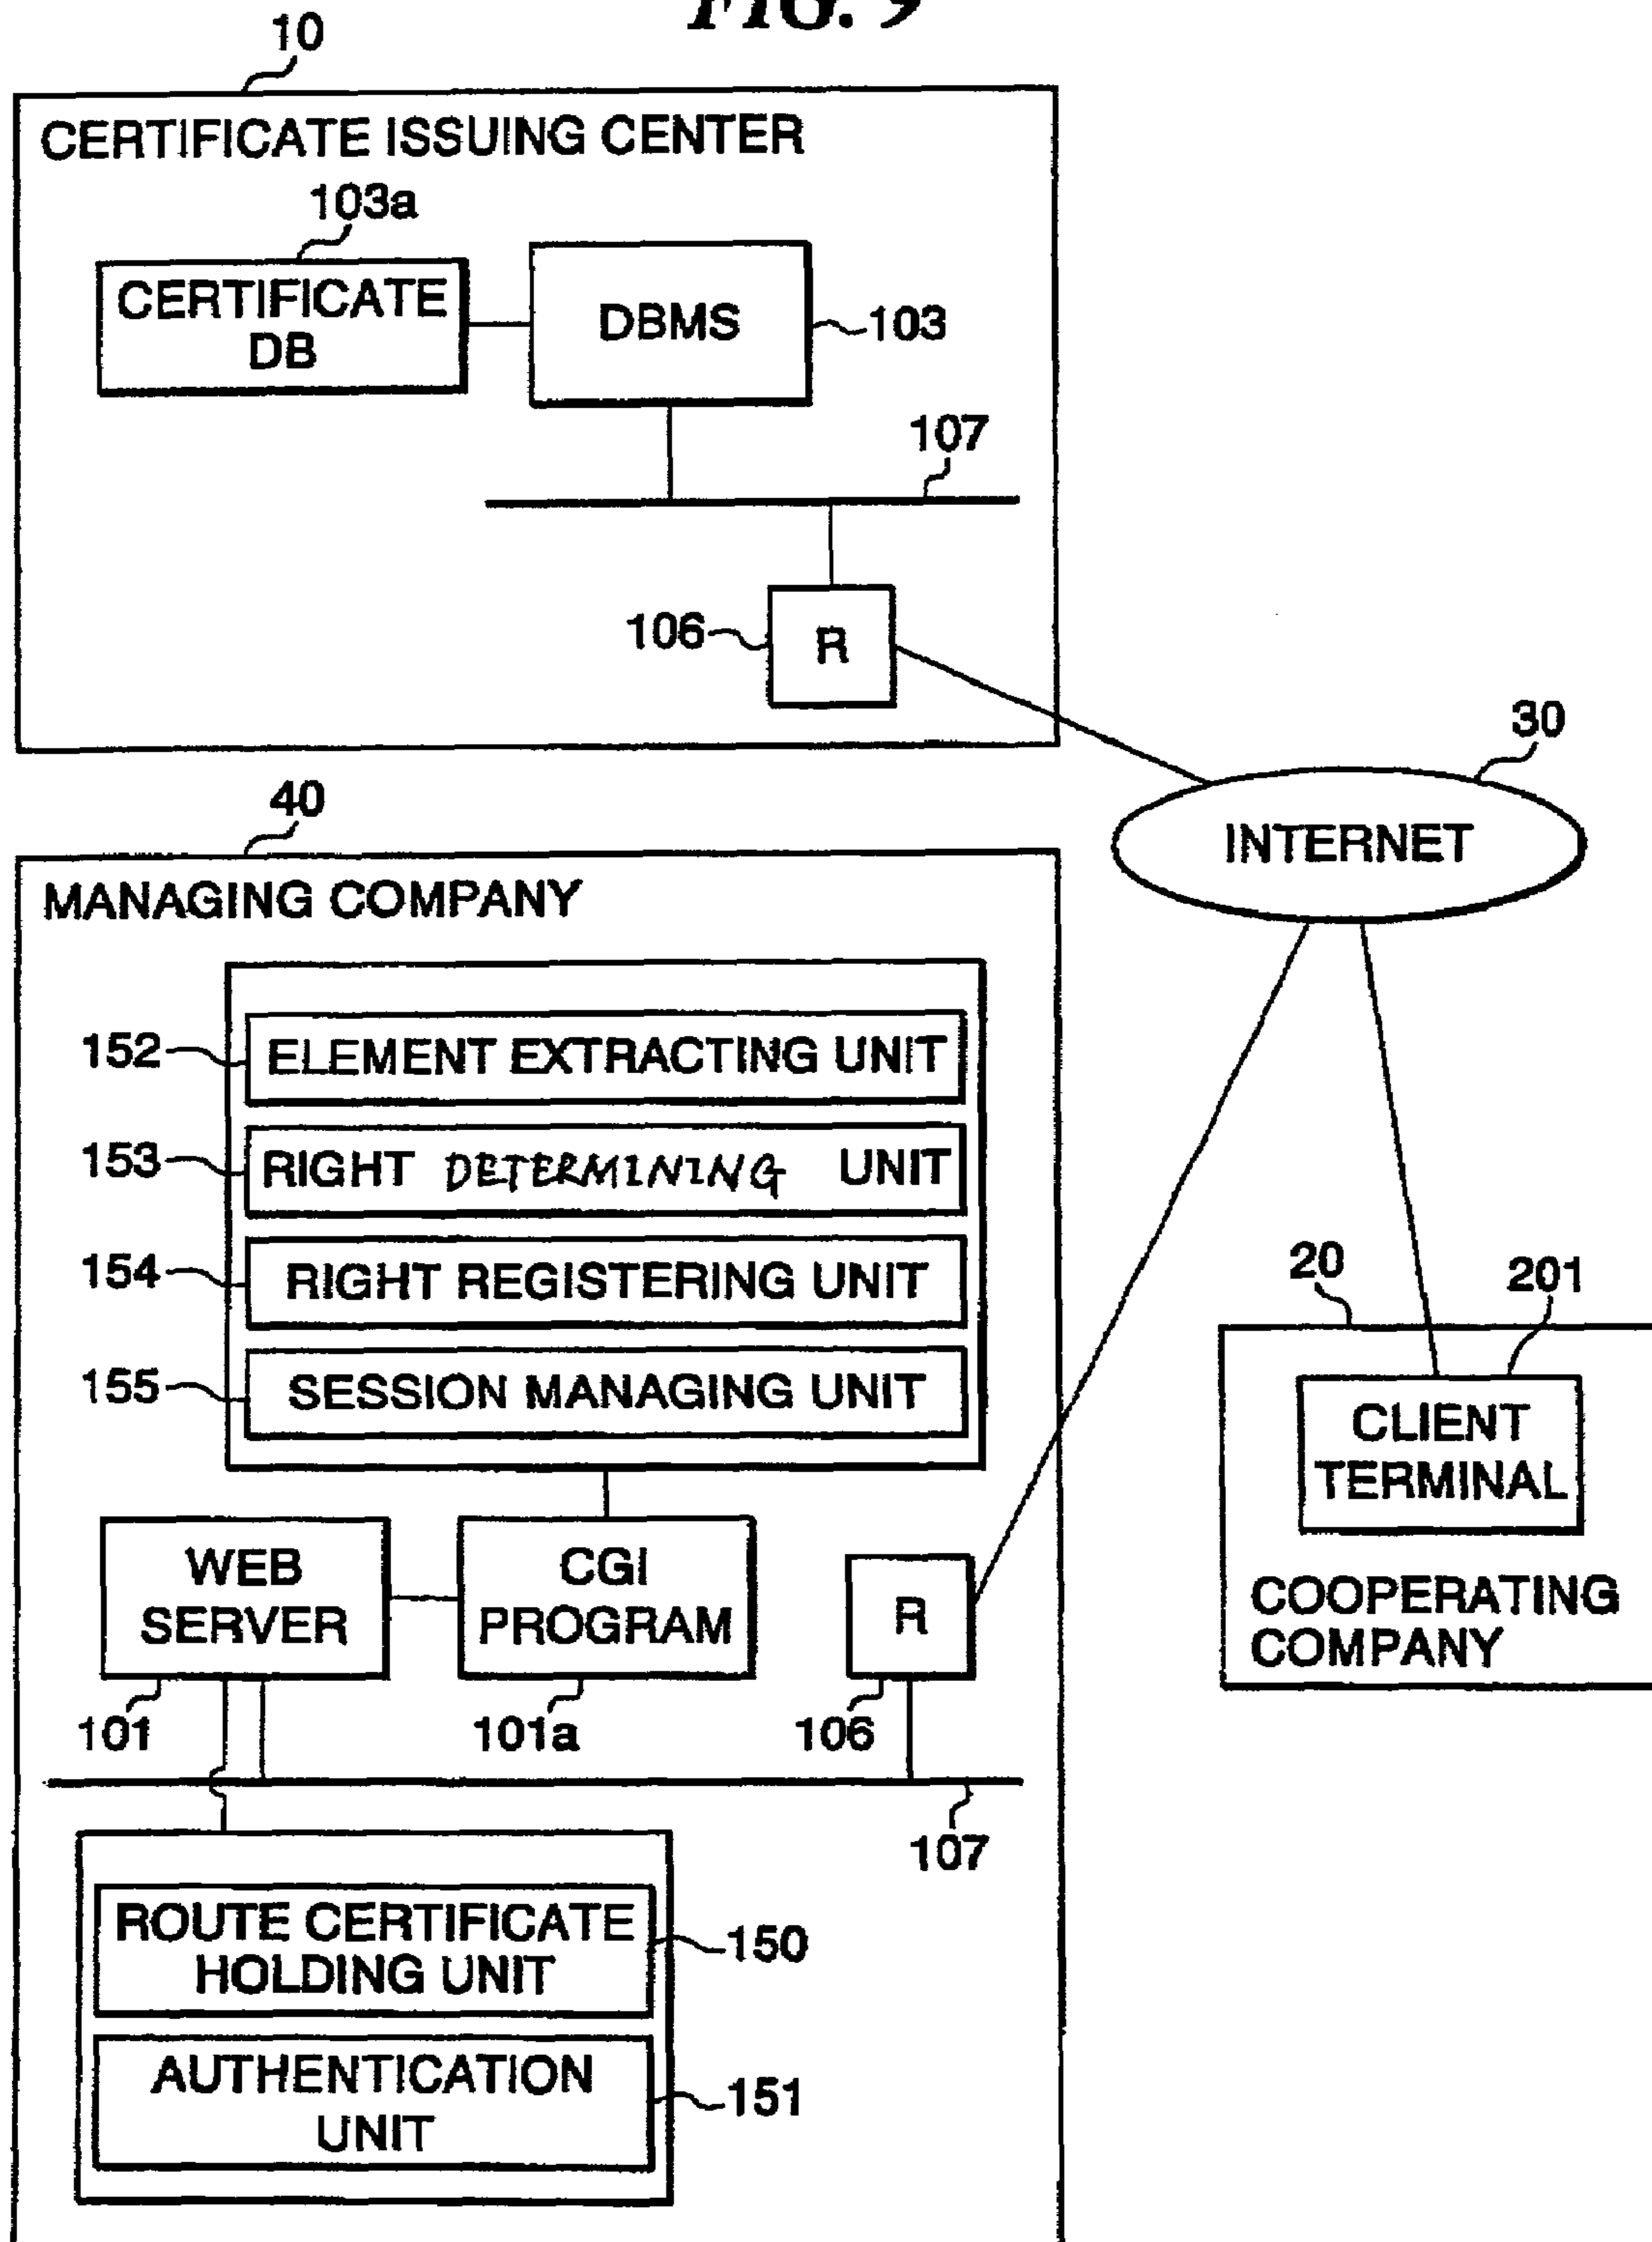 FIG. 9
10
CERTIFICATE ISSUING CENTER
103a
CERTIFICATE
DB
DBMS
103
107
106
R
30
INTERNET
40
MANAGING COMPANY
152
ELEMENT EXTRACTING UNIT
153
RIGHT DETERMINING UNIT
154
RIGHT REGISTERING UNIT
155
SESSION MANAGING UNIT
20
201
CLIENT
TERMINAL
COOPERATING
COMPANY
WEB
SERVER
CGI
PROGRAM
R
101
101a
106
107
ROUTE CERTIFICATE
HOLDING UNIT
150
AUTHENTICATION
UNIT
151